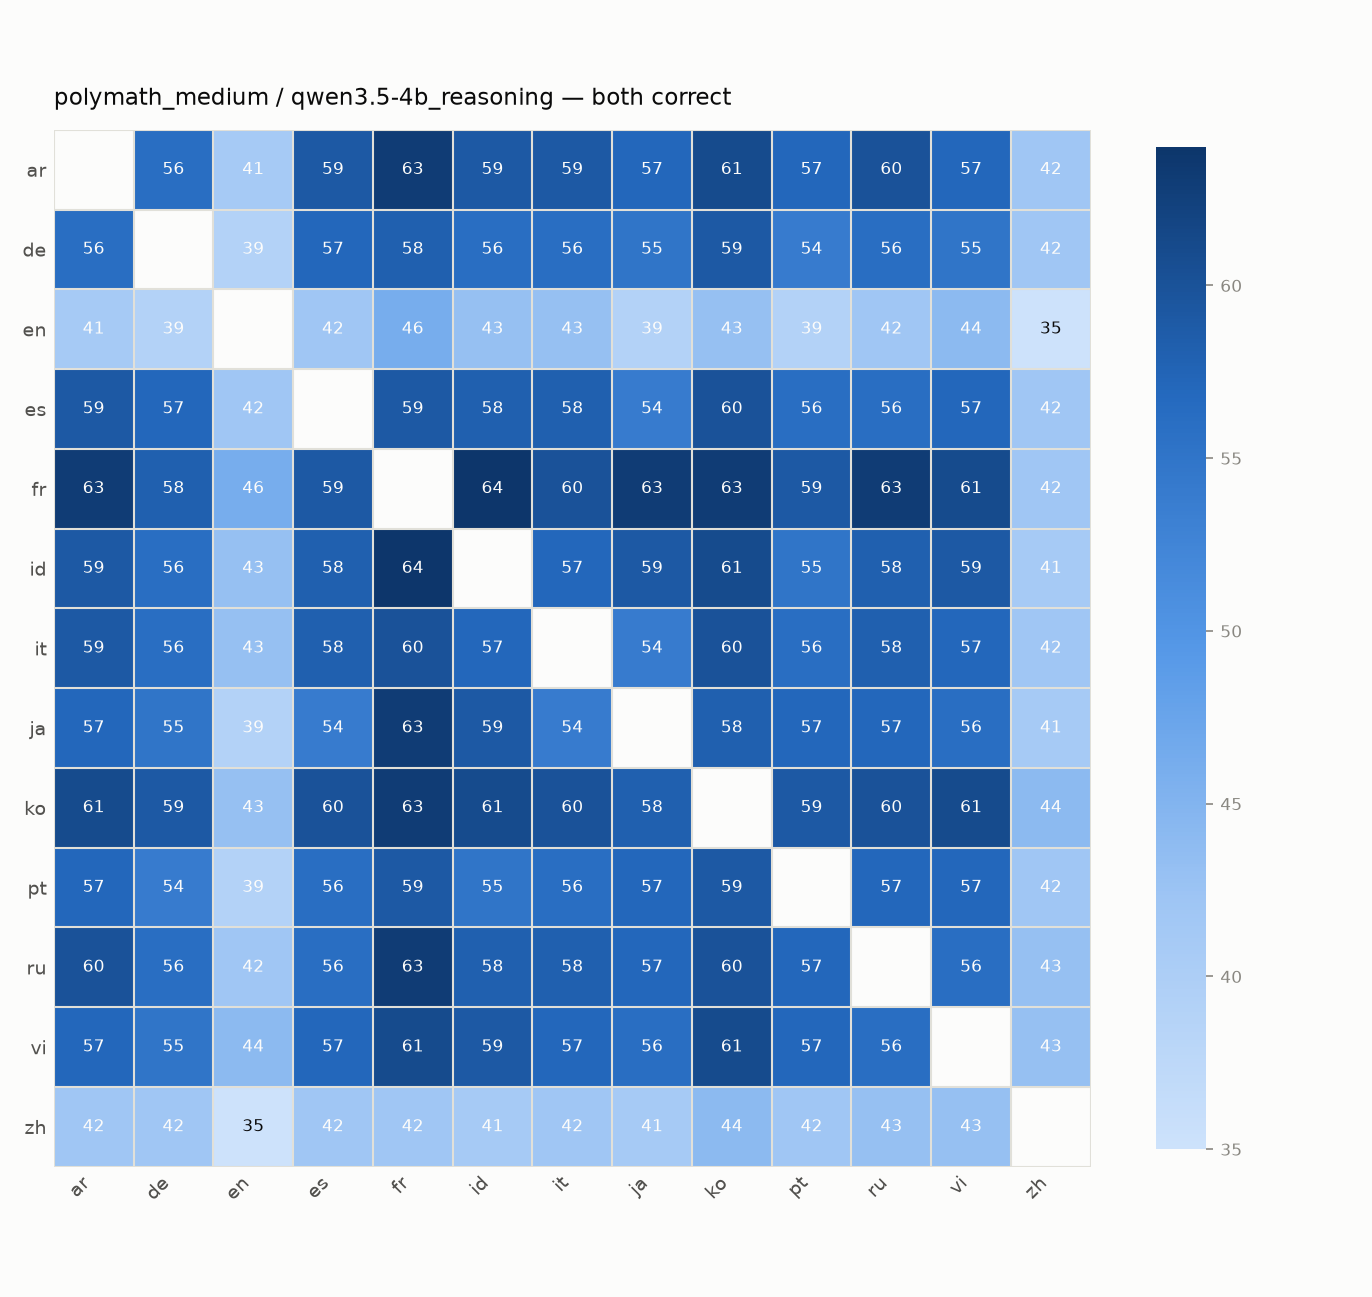 polymath_medium / qwen3.5-4b_reasoning — both correct
ar 56 41 59 63 59 59 57 61 57 60 57 42
de 56 39 57 58 56 56 55 59 54 56 55 42
en 41 39 42 46 43 43 39 43 39 42 44 35
es 59 57 42 59 58 58 54 60 56 56 57 42
fr 63 58 46 59 64 60 63 63 59 63 61 42
id 59 56 43 58 64 57 59 61 55 58 59 41
it 59 56 43 58 60 57 54 60 56 58 57 42
ja 57 55 39 54 63 59 54 58 57 57 56 41
ko 61 59 43 60 63 61 60 58 59 60 61 44
pt 57 54 39 56 59 55 56 57 59 57 57 42
ru 60 56 42 56 63 58 58 57 60 57 56 43
vi 57 55 44 57 61 59 57 56 61 57 56 43
zh 42 42 35 42 42 41 42 41 44 42 43 43
ar de en es fr id it ja ko pt ru vi zh
60
55
50
45
40
35